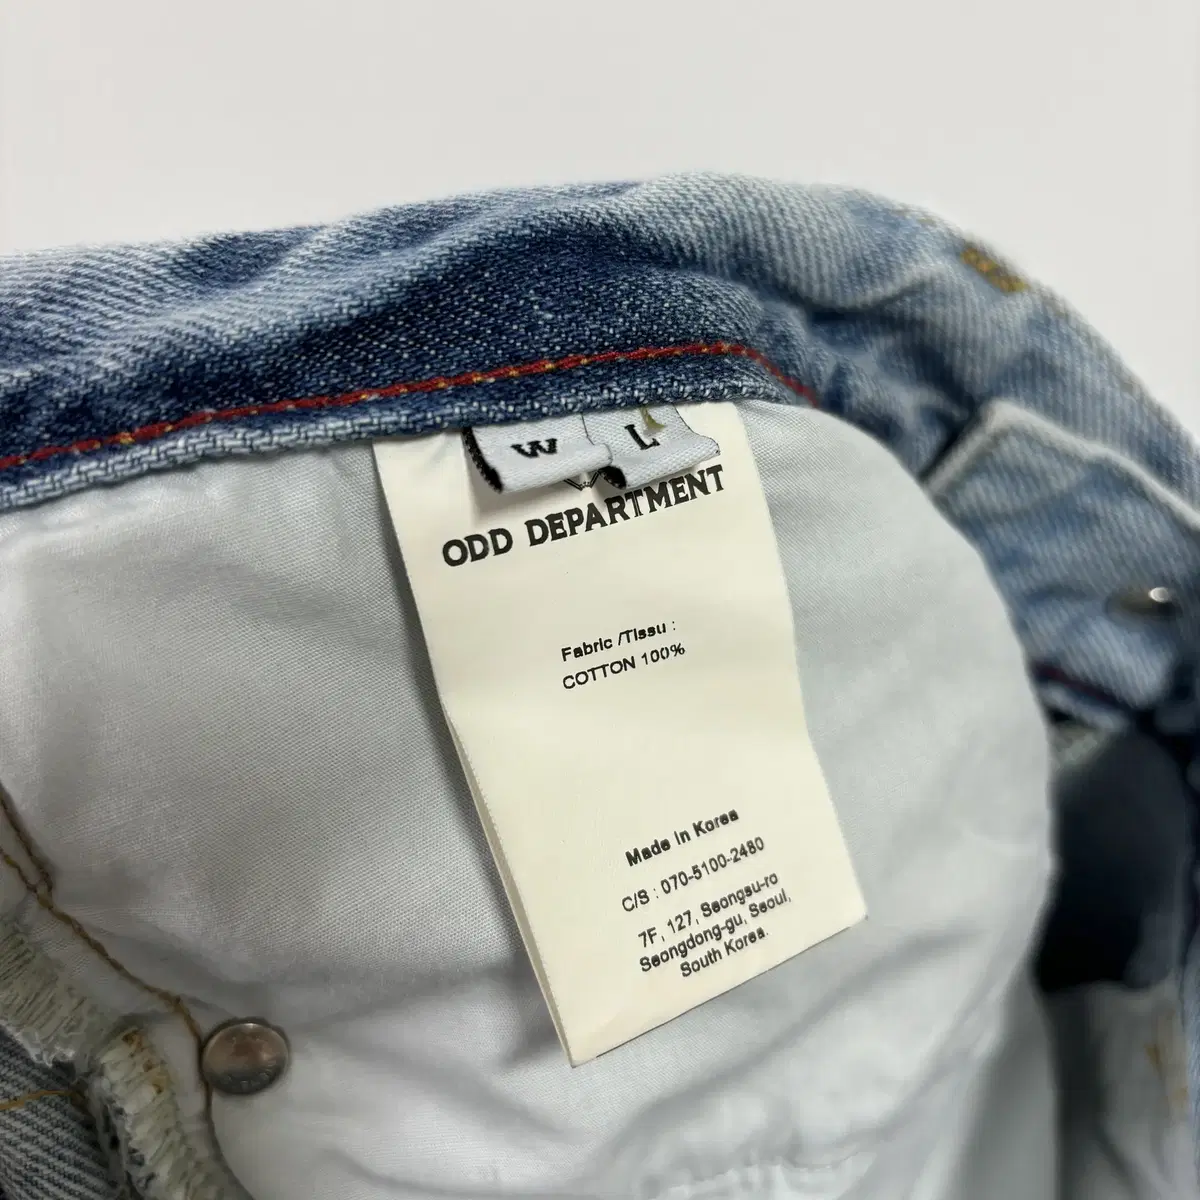 W
L
ODD DEPARTMENT
Fabric /Tissu :
COTTON 100%
Made in Korea
C/S : 070-5100-2480
7F, 127, Seongsu-ro
Seongdong-gu, Seoul,
South Korea.